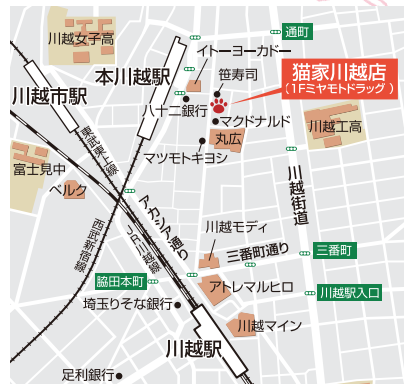 通町
川越女子高
イトーヨーカドー
本川越駅
笹寿司
猫家川越店
(1Fミヤモトドラッグ)
川越市駅
八十二銀行
マクドナルド
川越工高
丸広
東武東上線
マツモトキヨシ
富士見中
ベルク
川越街道
アカシア通り
川越モディ
西武新宿線
JR川越線
三番町通り
三番町
脇田本町
アトレマルヒロ
川越駅入口
埼玉りそな銀行
川越マイン
川越駅
足利銀行